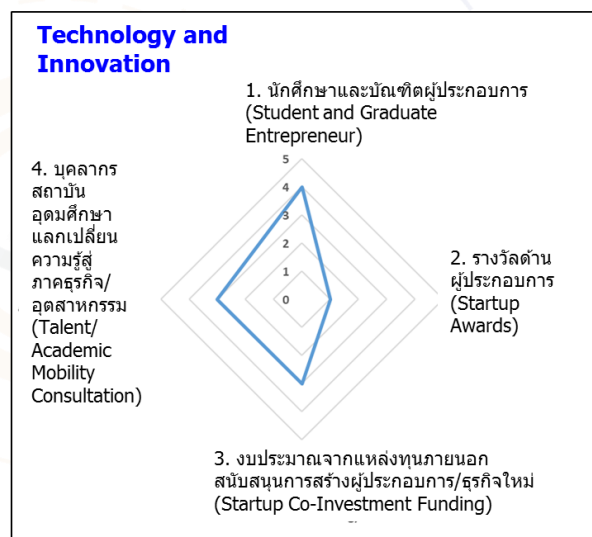 Technology and
Innovation
1. นักศึกษาและบัณฑิตผู้ประกอบการ
(Student and Graduate
Entrepreneur)
5
4
3
2
1
0
4. บุคลากร
สถาบัน
อุดมศึกษา
แลกเปลี่ยน
ความรู้สู่
ภาคธุรกิจ/
อุตสาหกรรม
(Talent/
Academic
Mobility
Consultation)
2. รางวัลด้าน
ผู้ประกอบการ
(Startup
Awards)
3. งบประมาณจากแหล่งทุนภายนอก
สนับสนุนการสร้างผู้ประกอบการ/ธุรกิจใหม่
(Startup Co-Investment Funding)